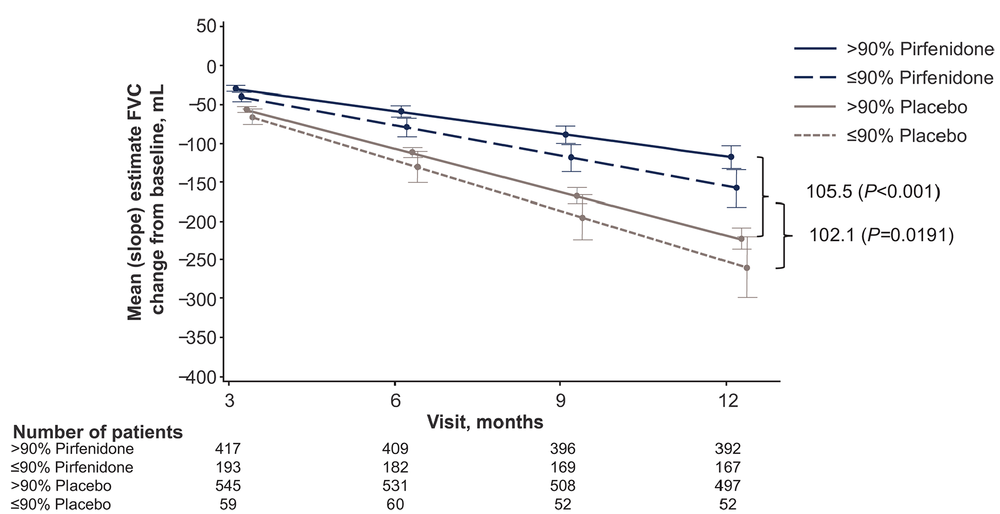 50
0
−50
−100
−150
−200
−250
−300
−350
−400
Mean (slope) estimate FVC
change from baseline, mL
>90% Pirfenidone
≤90% Pirfenidone
>90% Placebo
≤90% Placebo
105.5 (P<0.001)
102.1 (P=0.0191)
3 6 9 12
Visit, months
Number of patients
>90% Pirfenidone 417 409 396 392
≤90% Pirfenidone 193 182 169 167
>90% Placebo 545 531 508 497
≤90% Placebo 59 60 52 52